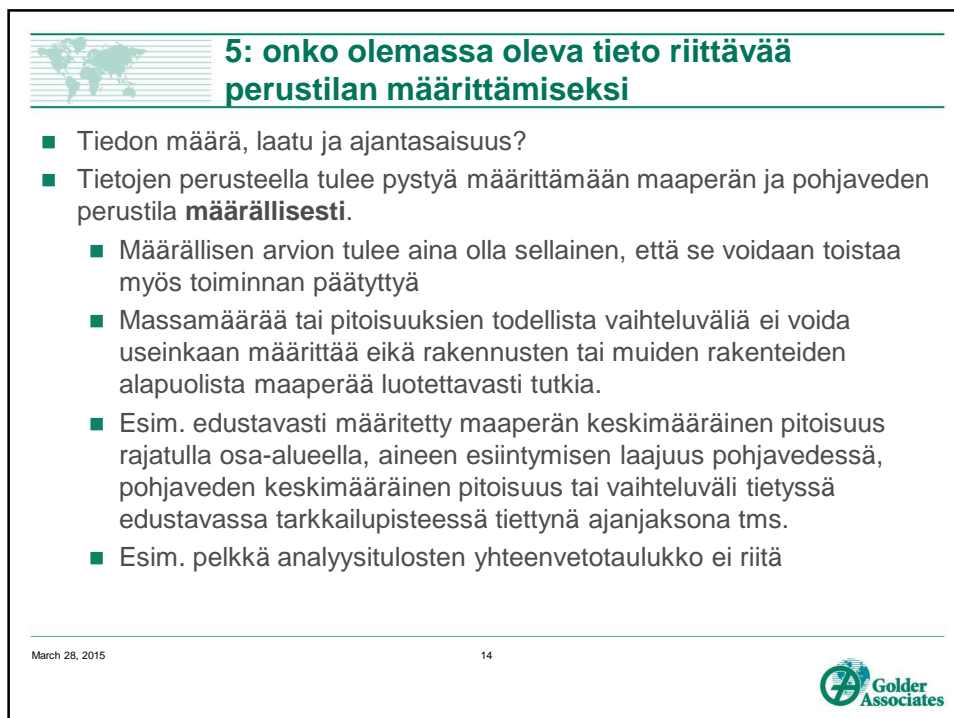 5: onko olemassa oleva tieto riittävää
perustilan määrittämiseksi
■ Tiedon määrä, laatu ja ajantasaisuus?
■ Tietojen perusteella tulee pystyä määrittämään maaperän ja pohjaveden
perustila määrällisesti.
■ Määrällisen arvion tulee aina olla sellainen, että se voidaan toistaa
myös toiminnan päätyttyä
■ Massamäärää tai pitoisuuksien todellista vaihteluväliä ei voida
useinkaan määrittää eikä rakennusten tai muiden rakenteiden
alapuolista maaperää luotettavasti tutkia.
■ Esim. edustavasti määritetty maaperän keskimääräinen pitoisuus
rajatulla osa-alueella, aineen esiintymisen laajuus pohjavedessä,
pohjaveden keskimääräinen pitoisuus tai vaihteluväli tietyssä
edustavassa tarkkailupisteessä tiettynä ajanjaksona tms.
■ Esim. pelkkä analyysitulosten yhteenvetotaulukko ei riitä
March 28, 2015
14
Golder
Associates